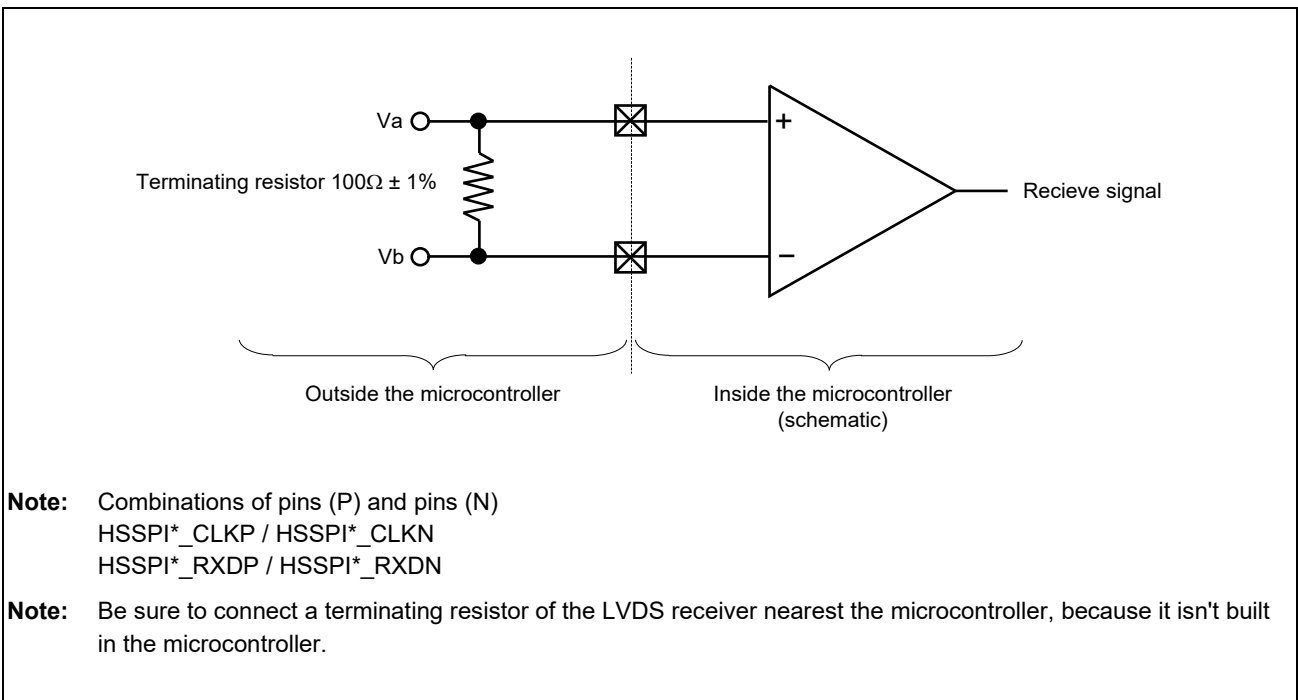 Va
+
Terminating resistor 100Ω ± 1%
Recieve signal
Vb
−
Outside the microcontroller
Inside the microcontroller
(schematic)
Note: Combinations of pins (P) and pins (N)
HSSPI*_CLKP / HSSPI*_CLKN
HSSPI*_RXDP / HSSPI*_RXDN
Note: Be sure to connect a terminating resistor of the LVDS receiver nearest the microcontroller, because it isn't built
in the microcontroller.